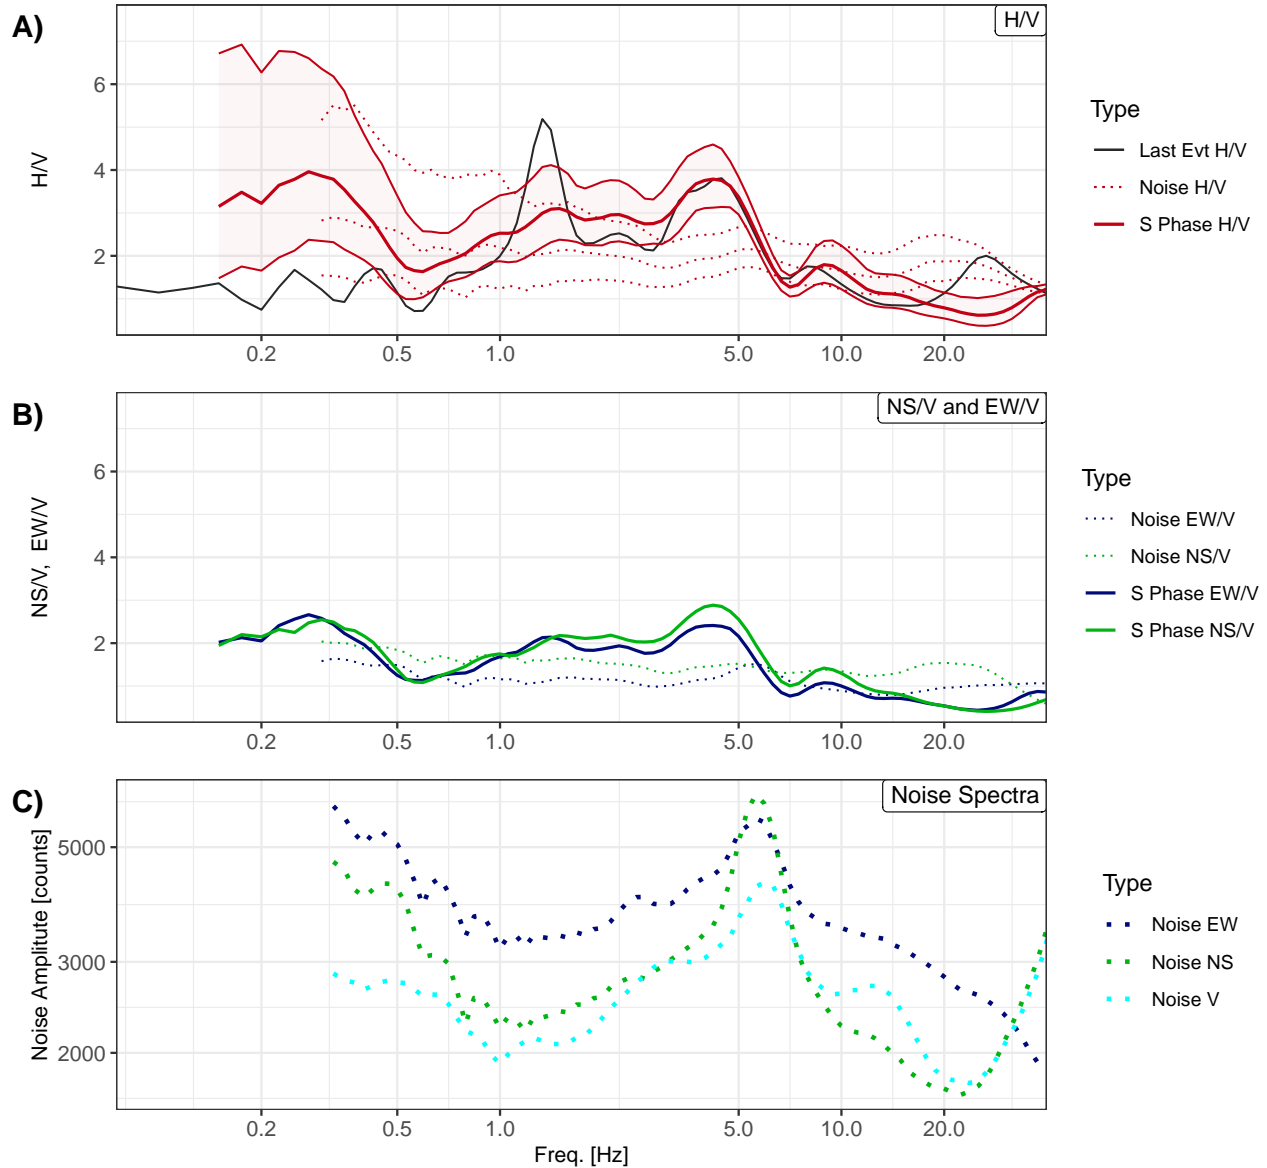 A)
H/V
H/V
6
4
2
0.2 0.5 1.0 5.0 10.0 20.0
Type
Last Evt H/V
Noise H/V
S Phase H/V
B)
NS/V and EW/V
NS/V, EW/V
6
4
2
0.2 0.5 1.0 5.0 10.0 20.0
Type
Noise EW/V
Noise NS/V
S Phase EW/V
S Phase NS/V
C)
Noise Spectra
Noise Amplitute [counts]
5000
3000
2000
0.2 0.5 1.0 5.0 10.0 20.0
Freq. [Hz]
Type
Noise EW
Noise NS
Noise V